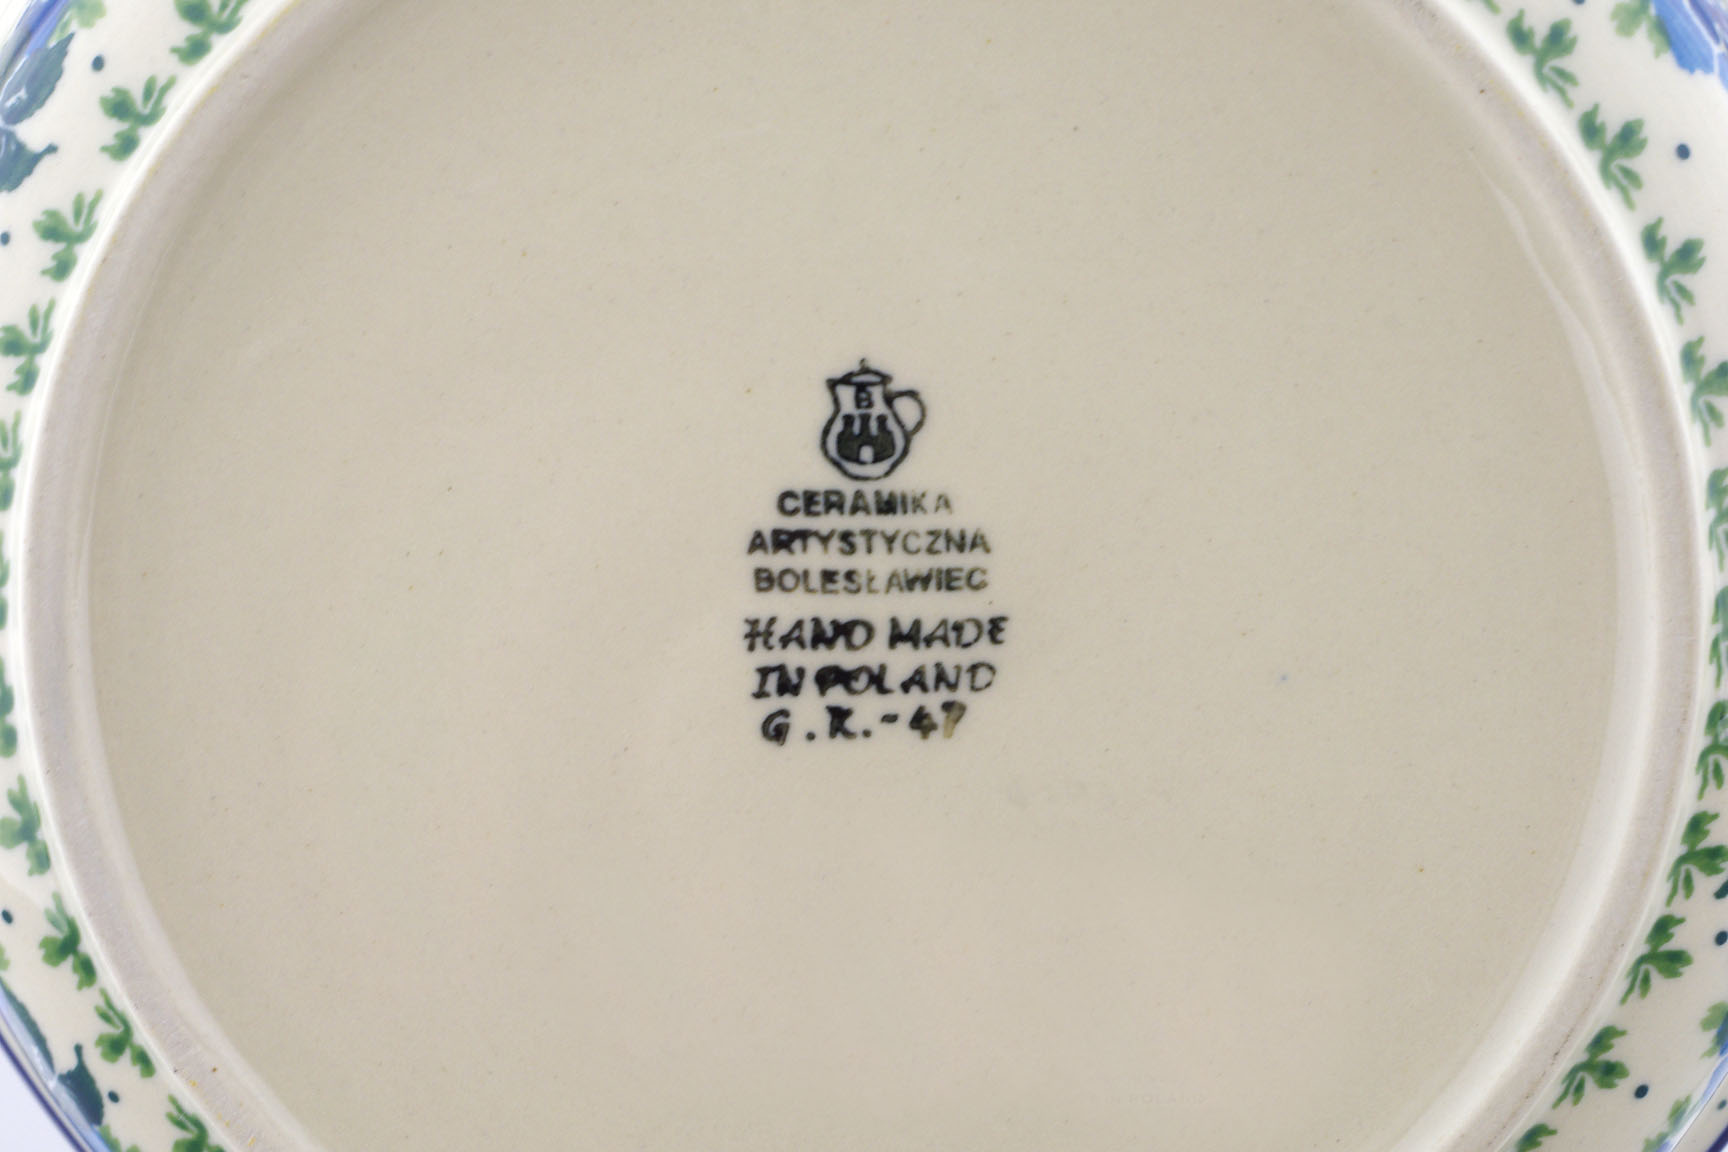 B
CERAMIKA
ARTYSTYCZNA
BOLESŁAWIEC
HAND MADE
IN POLAND
G.K.-47